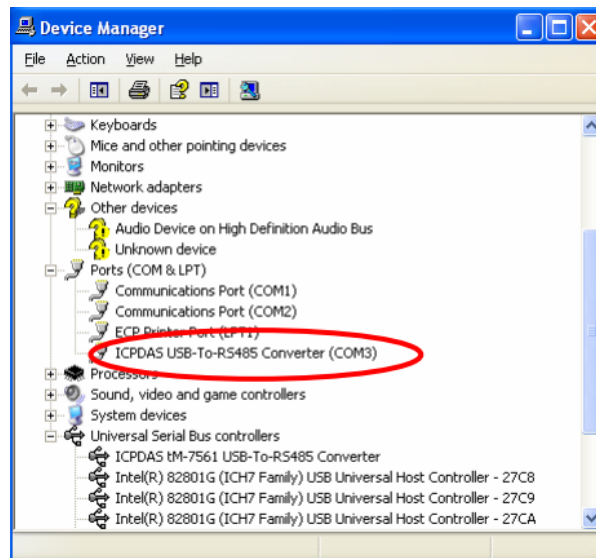 Device Manager
File Action View Help
Keyboards
Mice and other pointing devices
Monitors
Network adapters
Other devices
Audio Device on High Definition Audio Bus
Unknown device
Ports (COM & LPT)
Communications Port (COM1)
Communications Port (COM2)
ECP Printer Port (LPT1)
ICPDAS USB-To-RS485 Converter (COM3)
Processors
Sound, video and game controllers
System devices
Universal Serial Bus controllers
ICPDAS tM-7561 USB-To-RS485 Converter
Intel(R) 82801G (ICH7 Family) USB Universal Host Controller - 27C8
Intel(R) 82801G (ICH7 Family) USB Universal Host Controller - 27C9
Intel(R) 82801G (ICH7 Family) USB Universal Host Controller - 27CA